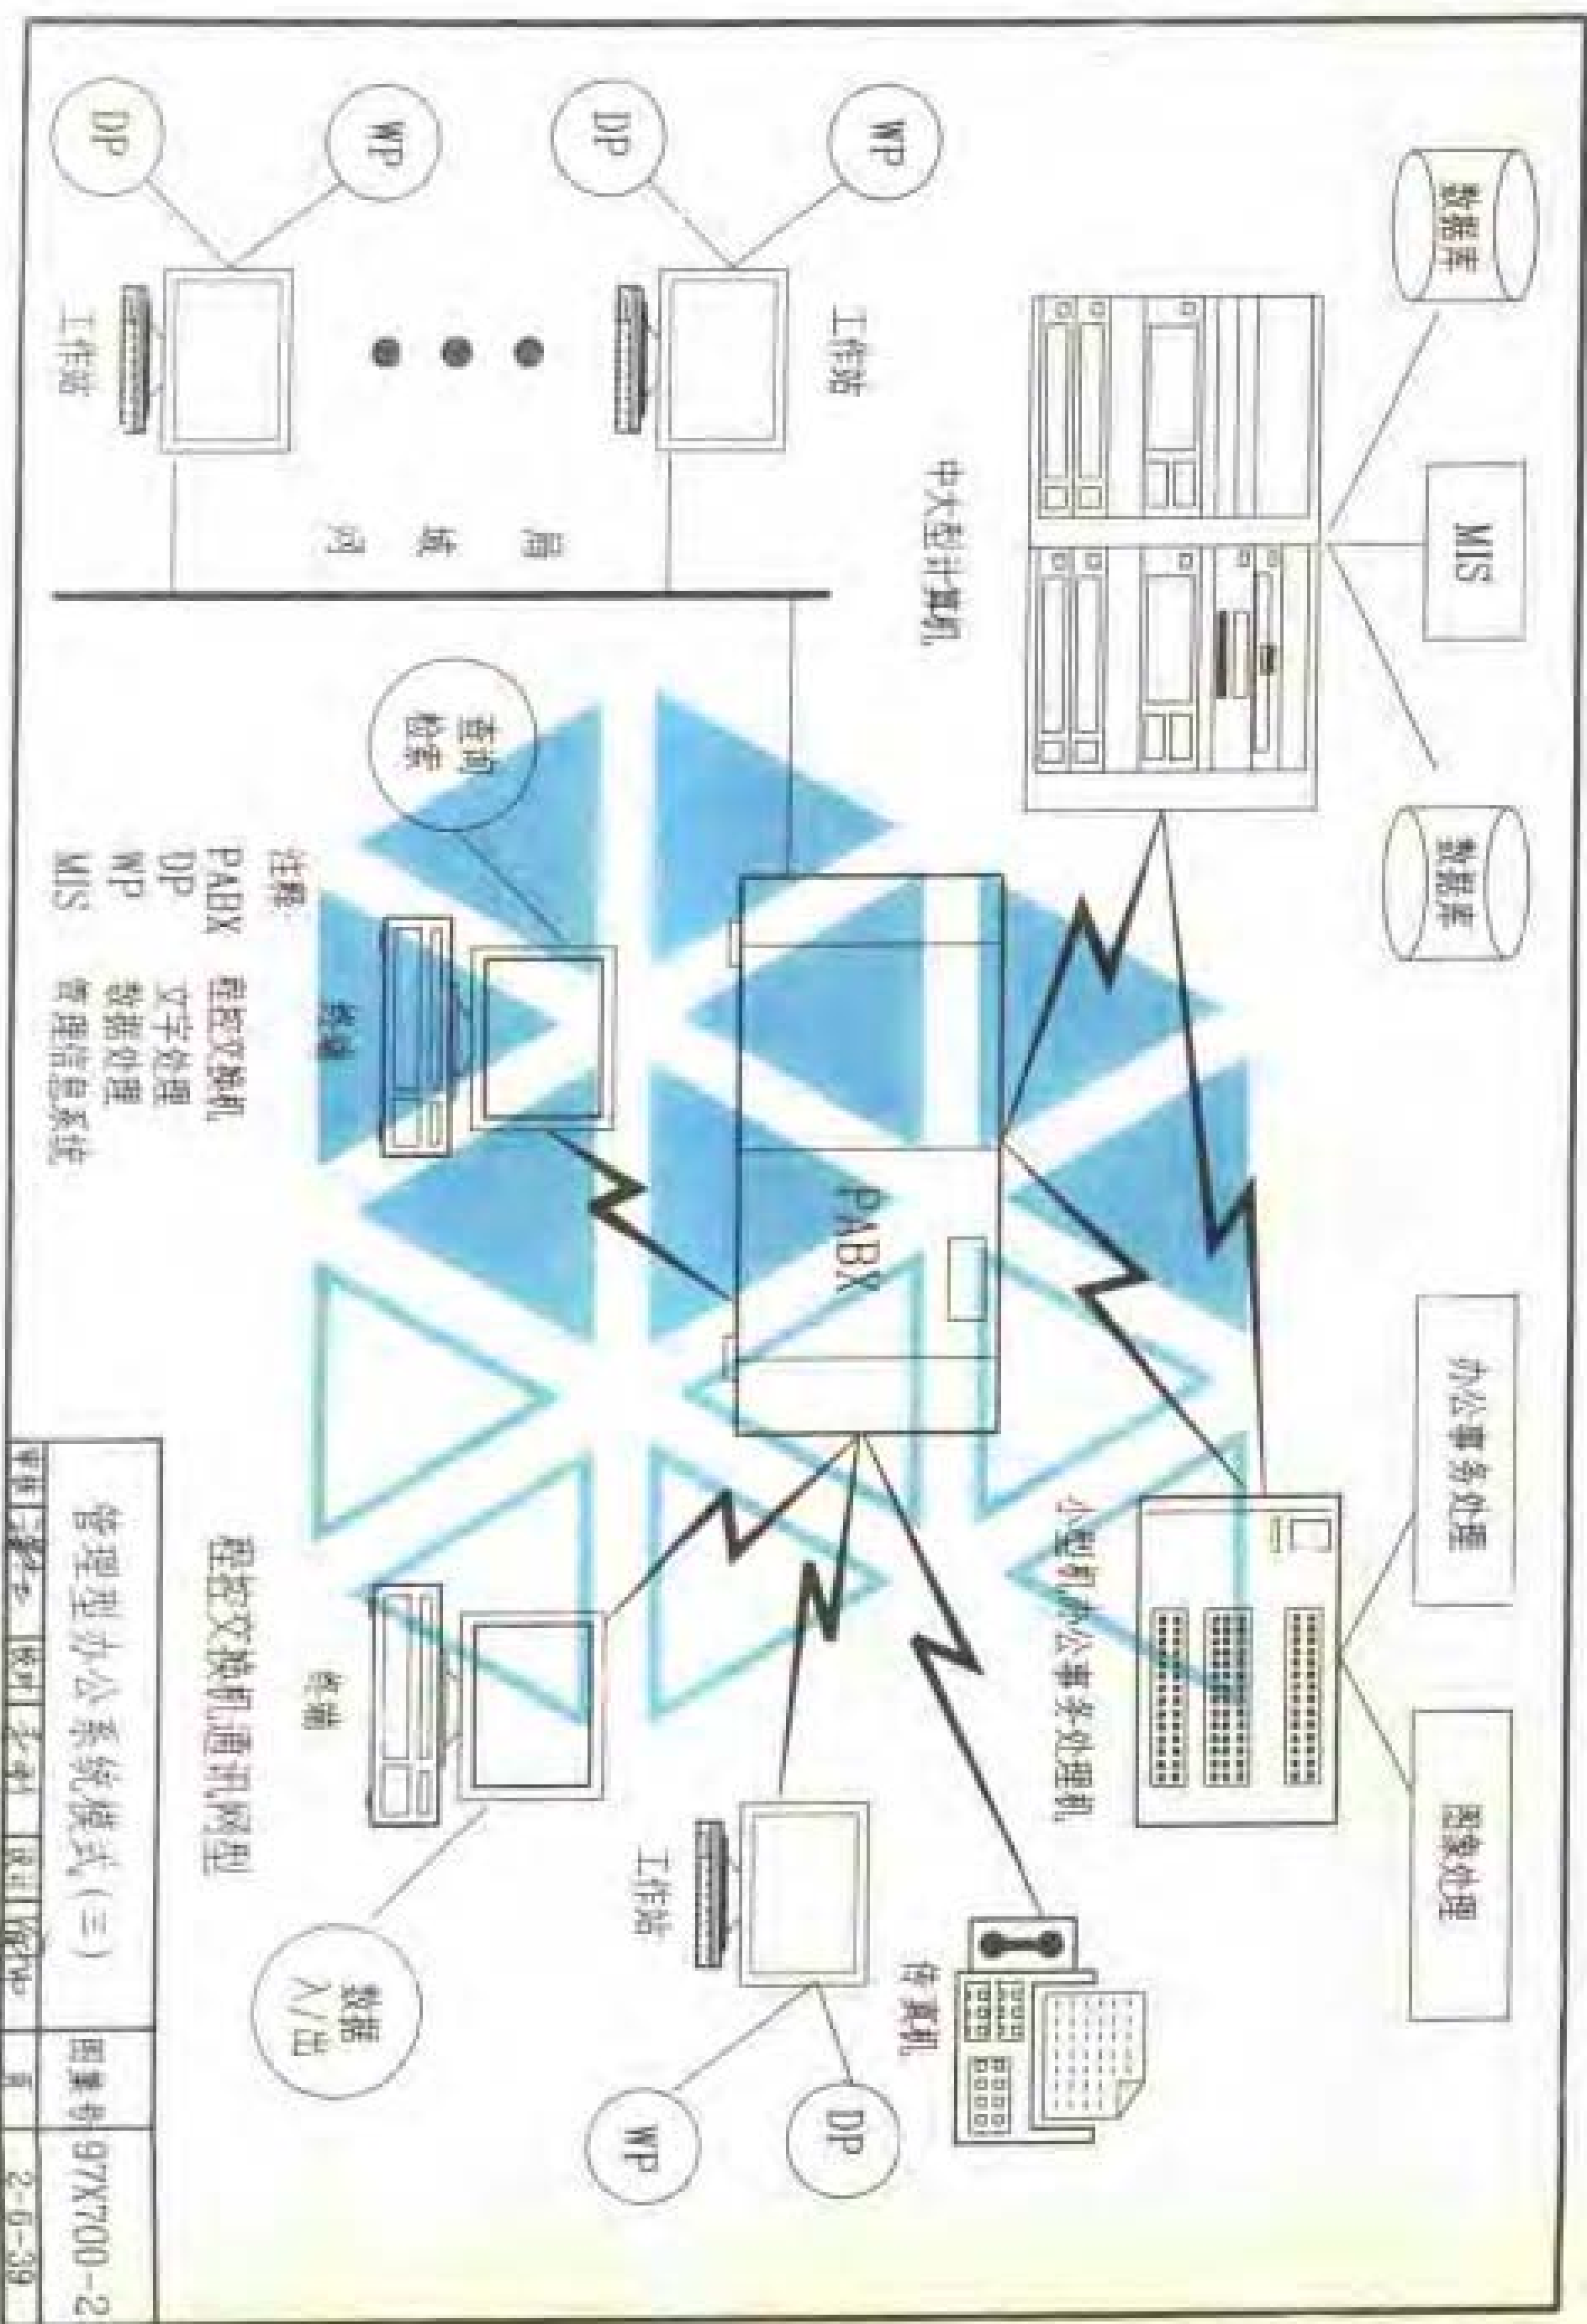 数据库
MIS
数据库
办公事务处理
图象处理
中大型计算机
小型机办公事务处理机
传真机
WP
工作站
PABX
DP
DP
局
域
网
工作站
WP
WP
查询
检索
终端
终端
数据
入/出
DP
工作站
注释:
PABX 程控交换机
DP 文字处理
WP 数据处理
MIS 管理信息系统
程控交换机通讯网型
管理型办公系统模式(三)
图集号
97X700-2
审核
校对
设计
页
2-6-39